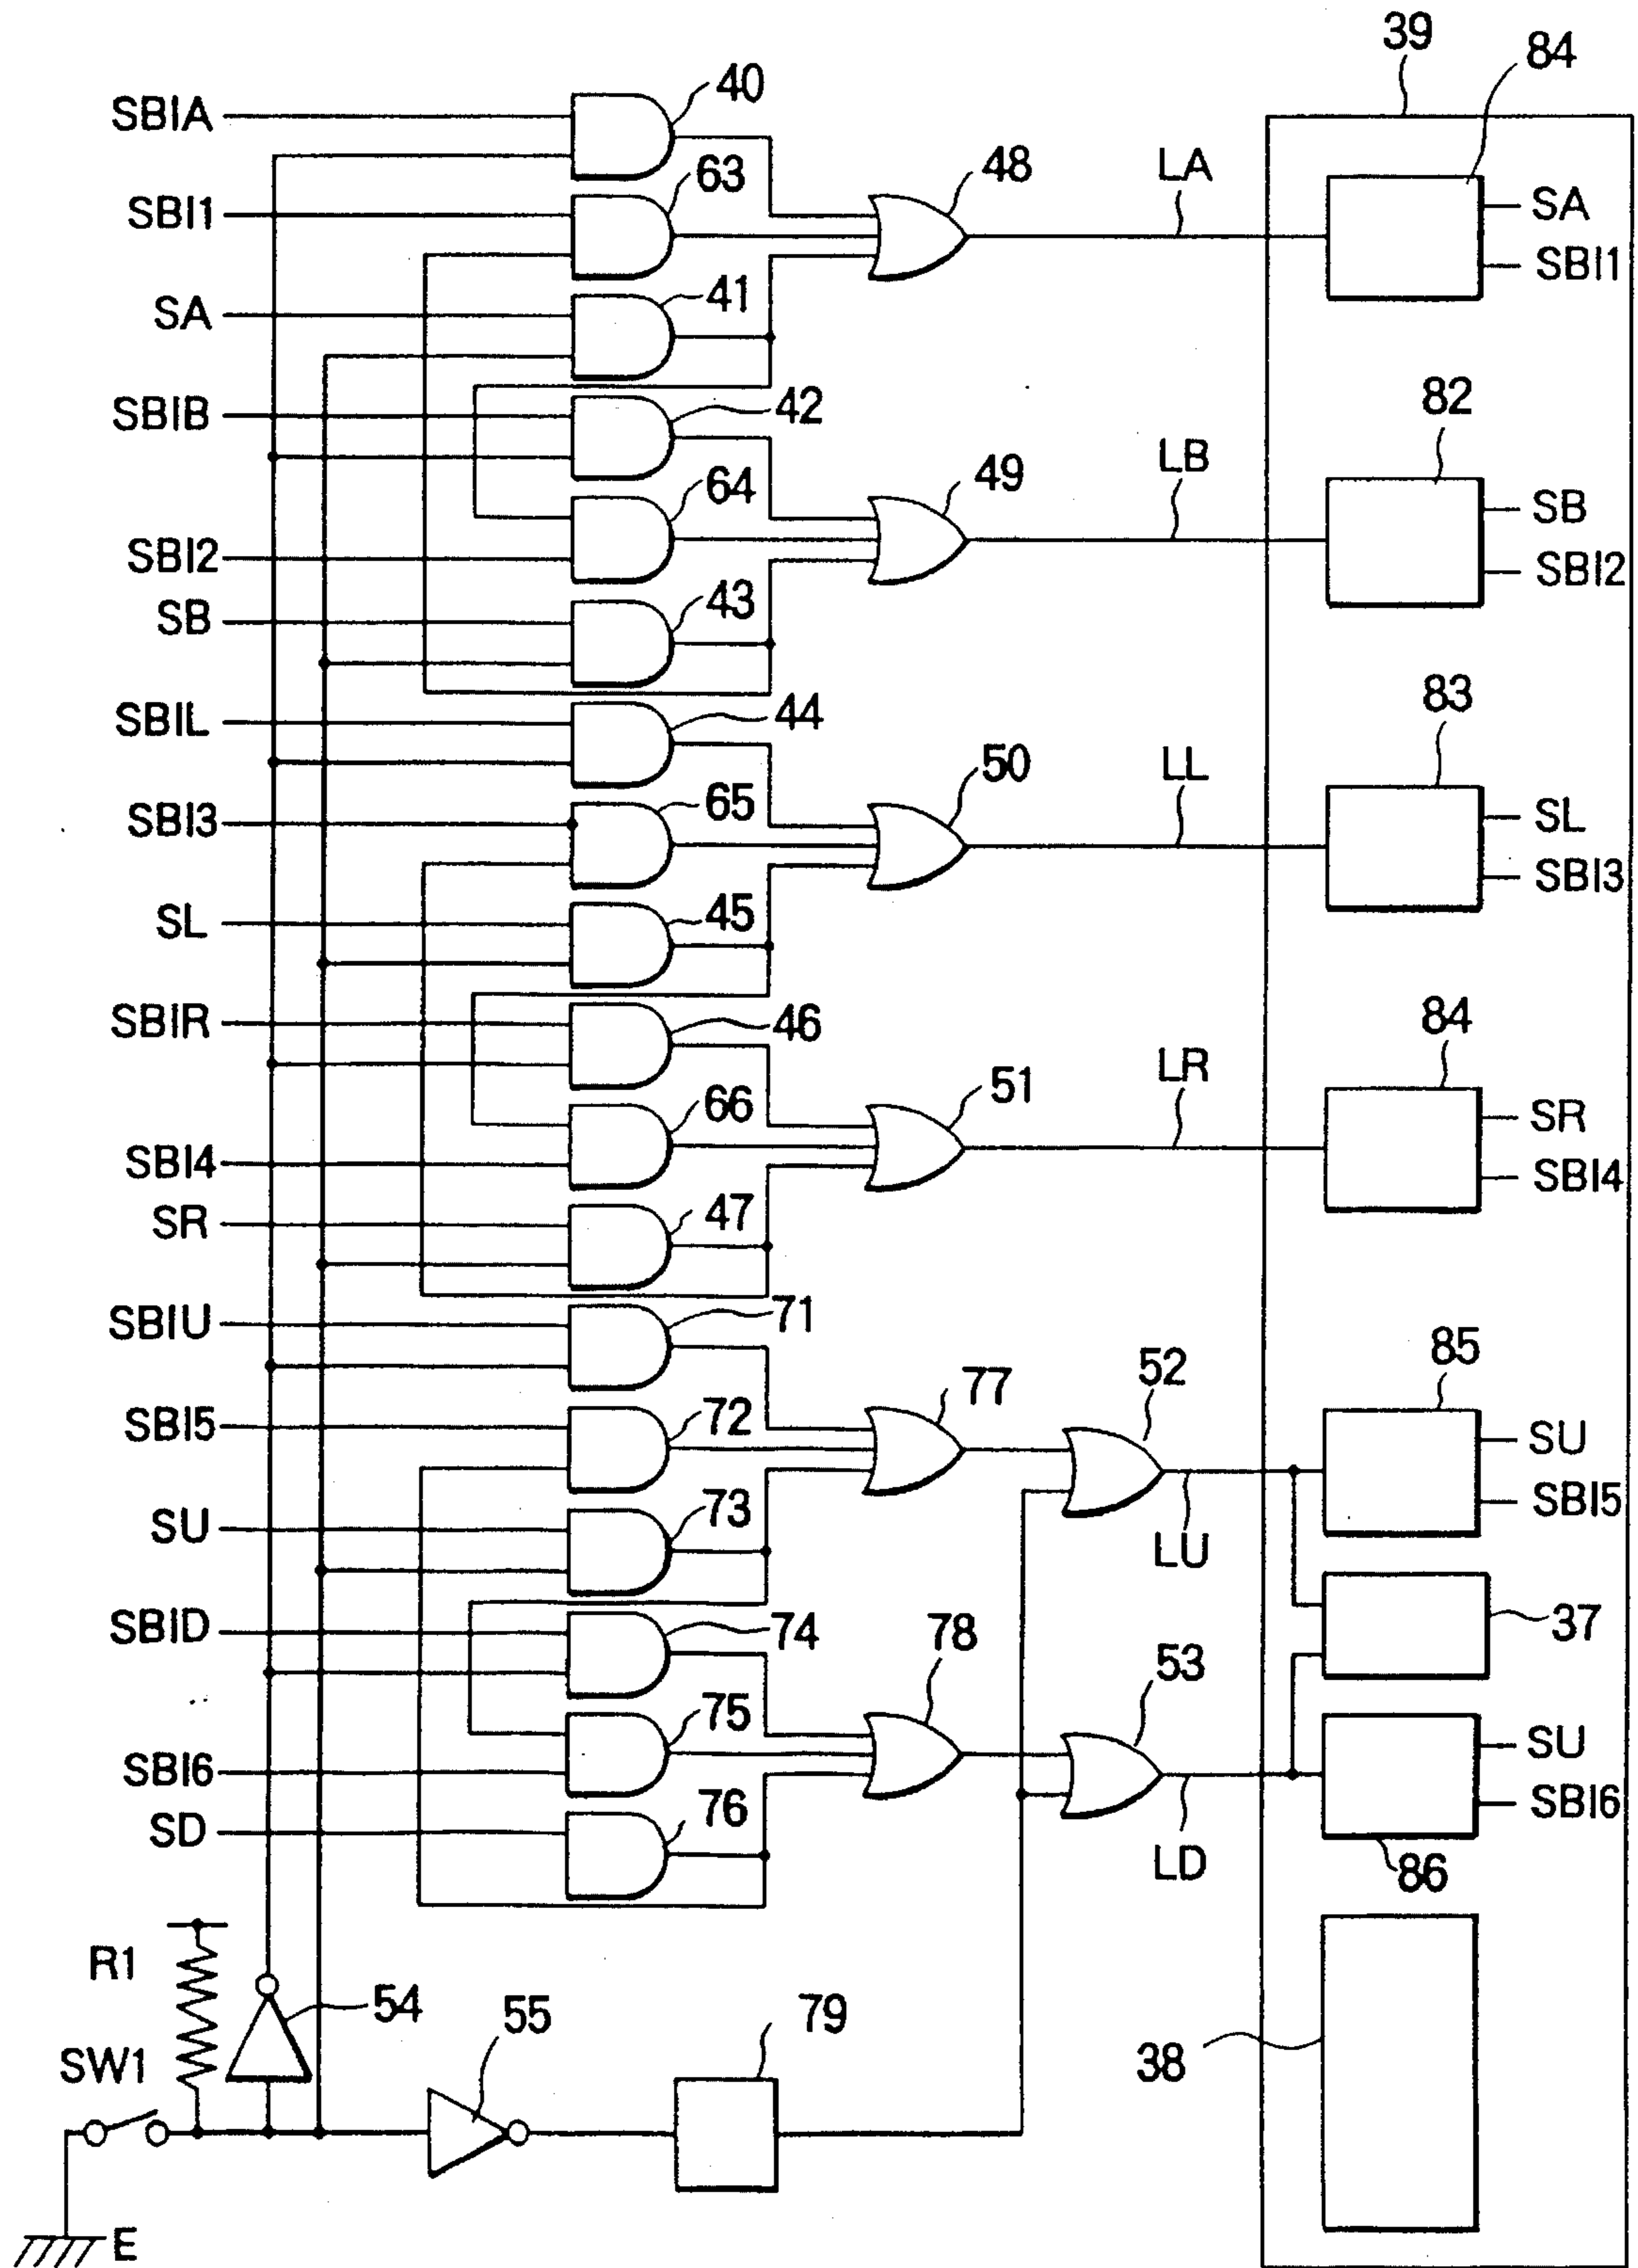 39
84
40
SBIA
63
48
LA
SA
SBI1
SBI1
41
SA
42
SBIB
82
64
49
LB
SB
SBI2
SBI2
43
SB
44
SBIL
83
65
50
LL
SL
SBI3
SBI3
45
SL
46
SBIR
84
66
51
LR
SR
SBI4
SBI4
47
SR
71
SBIU
85
72
77
52
SU
SBI5
SBI5
73
SU
LU
74
78
37
SBID
53
75
SU
SBI6
SBI6
76
SD
LD
86
R1
54
55
79
38
SW1
E